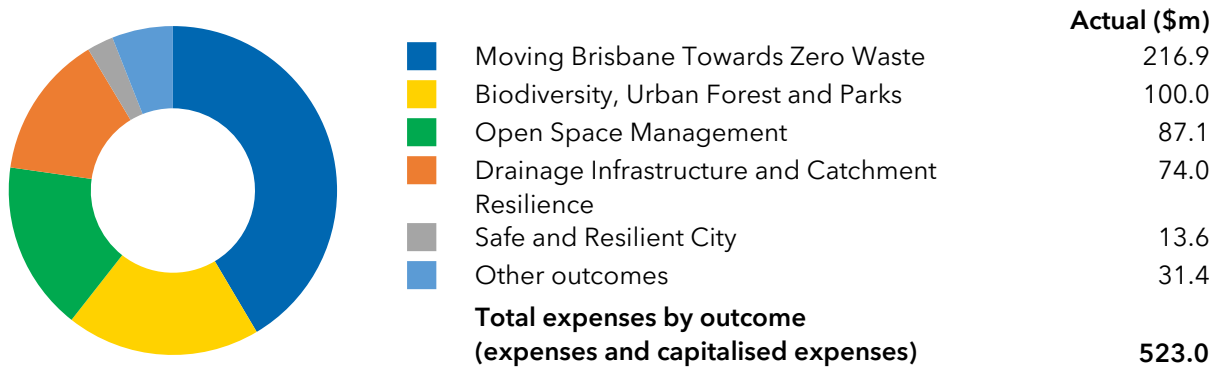 Actual ($m)
Moving Brisbane Towards Zero Waste 216.9
Biodiversity, Urban Forest and Parks 100.0
Open Space Management 87.1
Drainage Infrastructure and Catchment 74.0
Resilience
Safe and Resilient City 13.6
Other outcomes 31.4
Total expenses by outcome
(expenses and capitalised expenses) 523.0